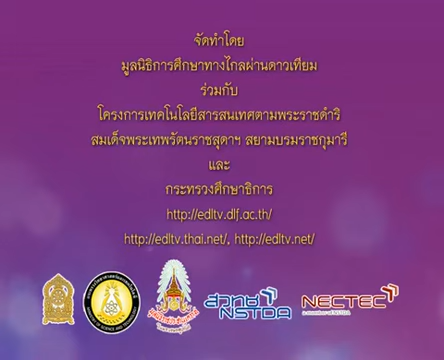 จัดทำโดย
มูลนิธิการศึกษาทางไกลผ่านดาวเทียม
ร่วมกับ
โครงการเทคโนโลยีสารสนเทศตามพระราชดำริ
สมเด็จพระเทพรัตนราชสุดาฯ สยามบรมราชกุมารี
และ
กระทรวงศึกษาธิการ
http://edltv.dlf.ac.th/
http://edltv.thai.net/, http://edltv.net/
สวทช
NSTDA
NECTEC
a member of NSTDA